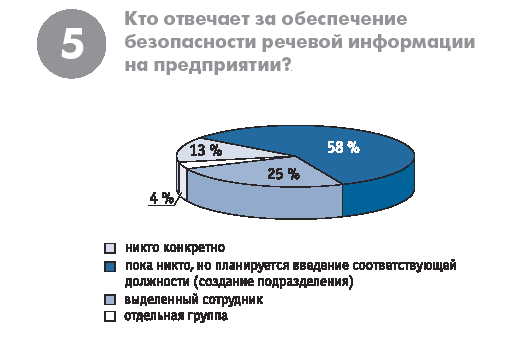 5
Кто отвечает за обеспечение
безопасности речевой информации
на предприятии?
13 %
58 %
25 %
4 %
никто конкретно
пока никто, но планируется введение соответствующей
должности (создание подразделения)
выделенный сотрудник
отдельная группа